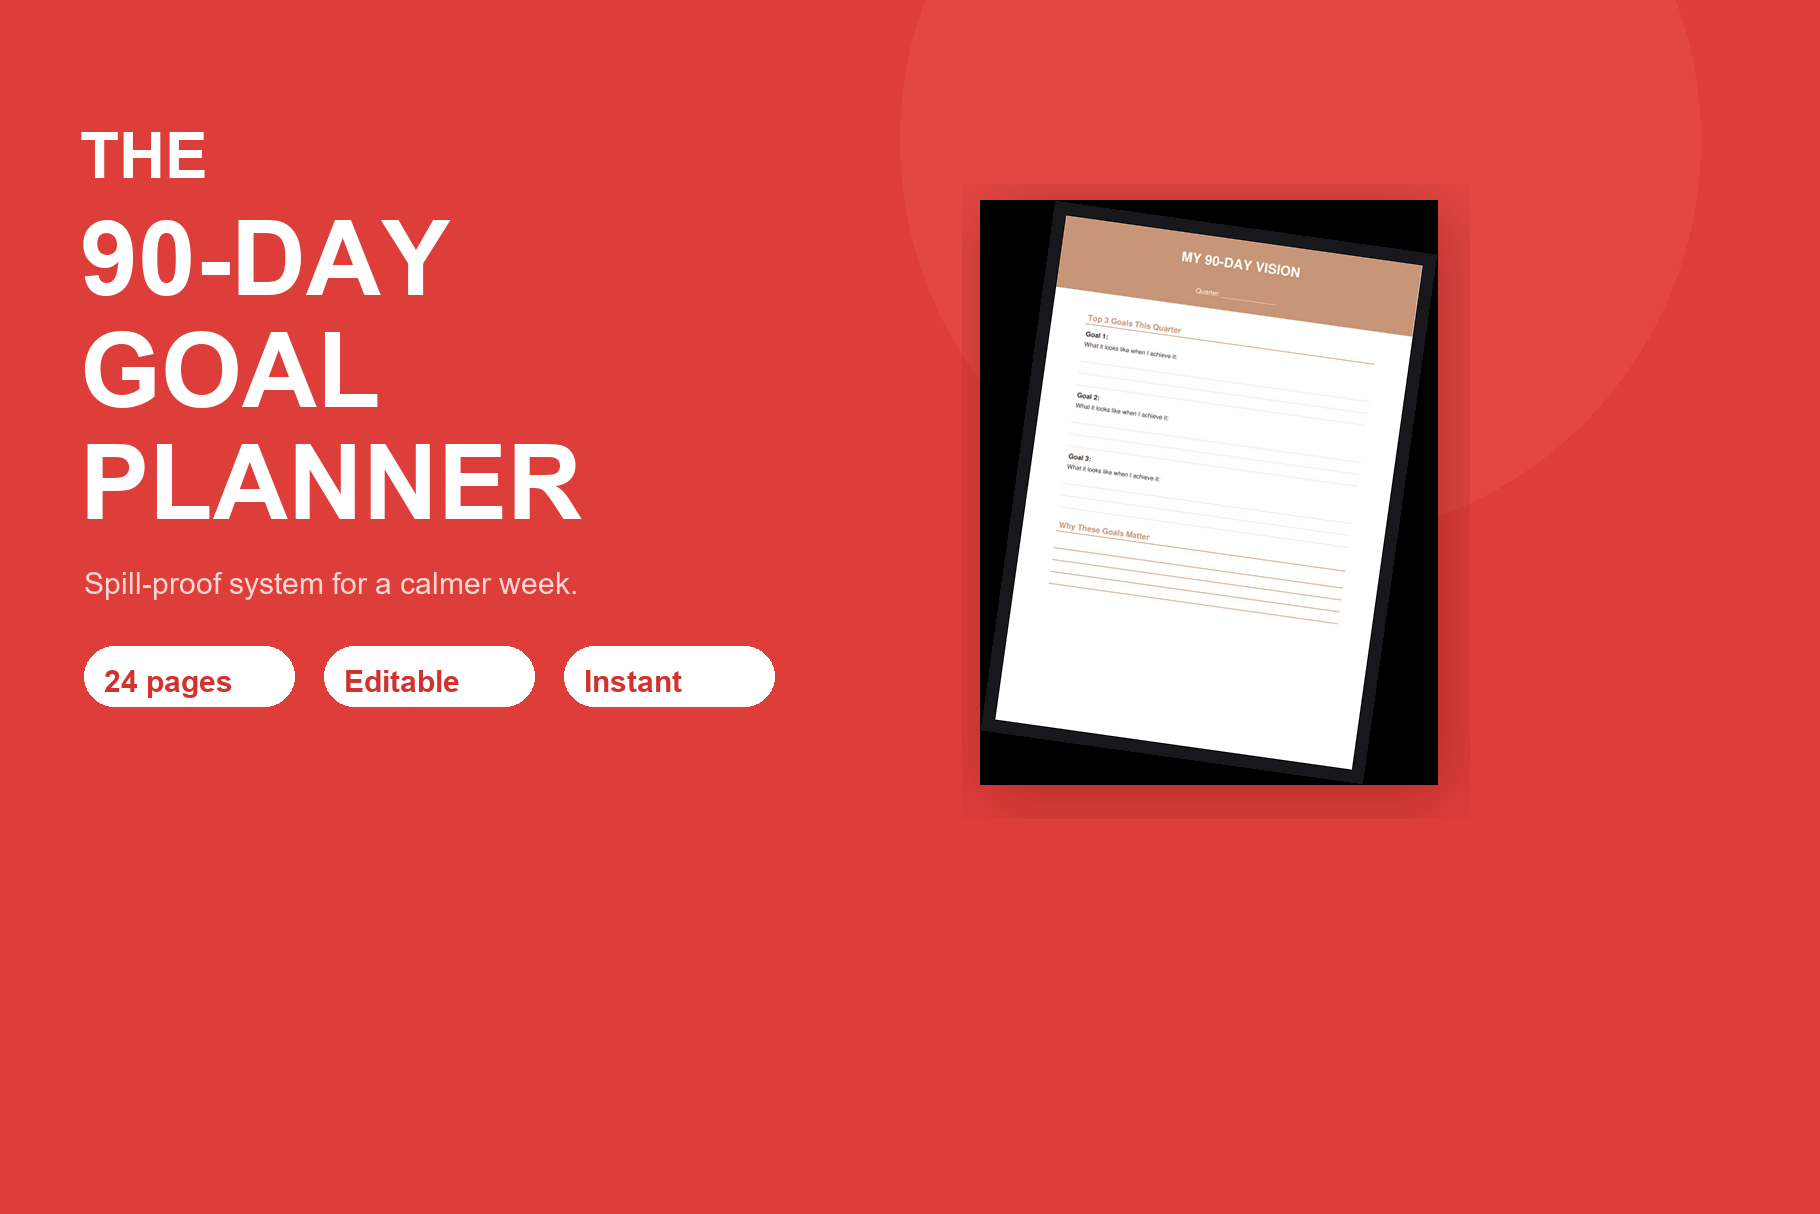 THE
90-DAY
GOAL
PLANNER
Spill-proof system for a calmer week.
24 pages
Editable
Instant
MY 90-DAY VISION
Quarter: ____________
Top 3 Goals This Quarter
Goal 1:
What it looks like when I achieve it:
Goal 2:
What it looks like when I achieve it:
Goal 3:
What it looks like when I achieve it:
Why These Goals Matter